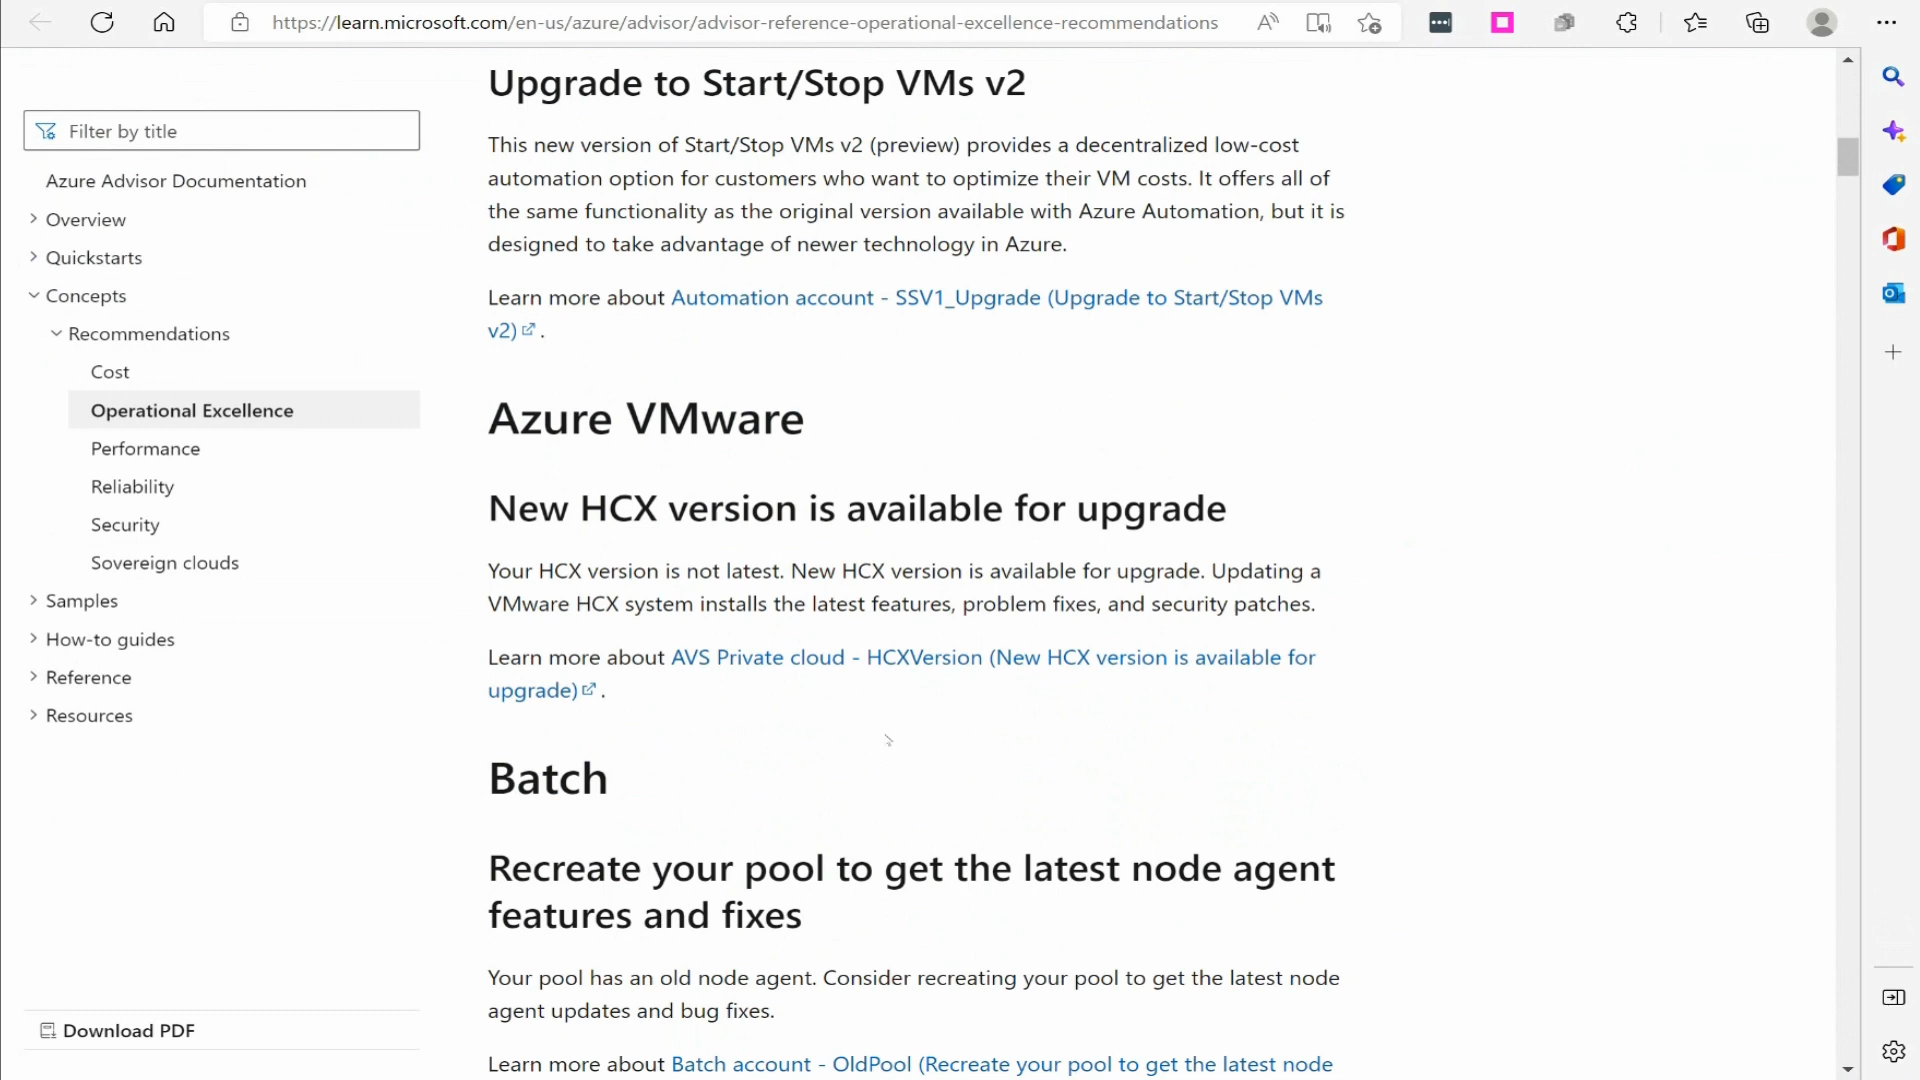 https://learn.microsoft.com/en-us/azure/advisor/advisor-reference-operational-excellence-recommendations
Filter by title
Azure Advisor Documentation
Overview
Quickstarts
Concepts
Recommendations
Cost
Operational Excellence
Performance
Reliability
Security
Sovereign clouds
Samples
How-to guides
Reference
Resources
Download PDF
Upgrade to Start/Stop VMs v2
This new version of Start/Stop VMs v2 (preview) provides a decentralized low-cost
automation option for customers who want to optimize their VM costs. It offers all of
the same functionality as the original version available with Azure Automation, but it is
designed to take advantage of newer technology in Azure.
Learn more about Automation account - SSV1_Upgrade (Upgrade to Start/Stop VMs
v2) .
Azure VMware
New HCX version is available for upgrade
Your HCX version is not latest. New HCX version is available for upgrade. Updating a
VMware HCX system installs the latest features, problem fixes, and security patches.
Learn more about AVS Private cloud - HCXVersion (New HCX version is available for
upgrade) .
Batch
Recreate your pool to get the latest node agent
features and fixes
Your pool has an old node agent. Consider recreating your pool to get the latest node
agent updates and bug fixes.
Learn more about Batch account - OldPool (Recreate your pool to get the latest node